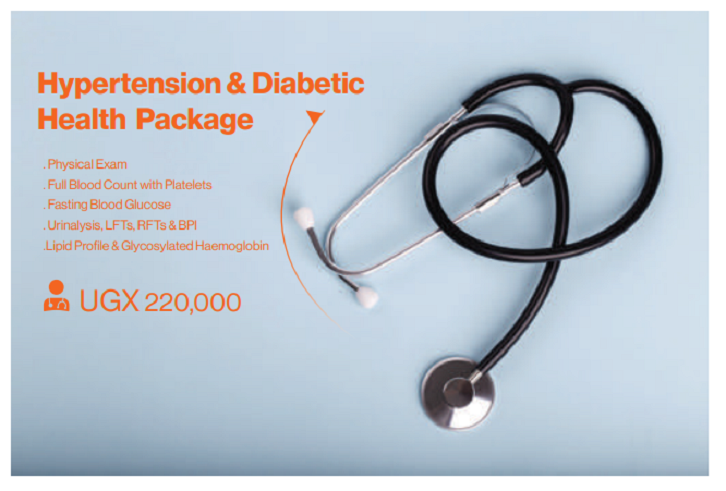 Hypertension & Diabetic
Health Package
. Physical Exam
. Full Blood Count with Platelets
. Fasting Blood Glucose
. Urinalysis, LFTs, RFTs & BPI
.Lipid Profile & Glycosylated Haemoglobin
UGX 220,000